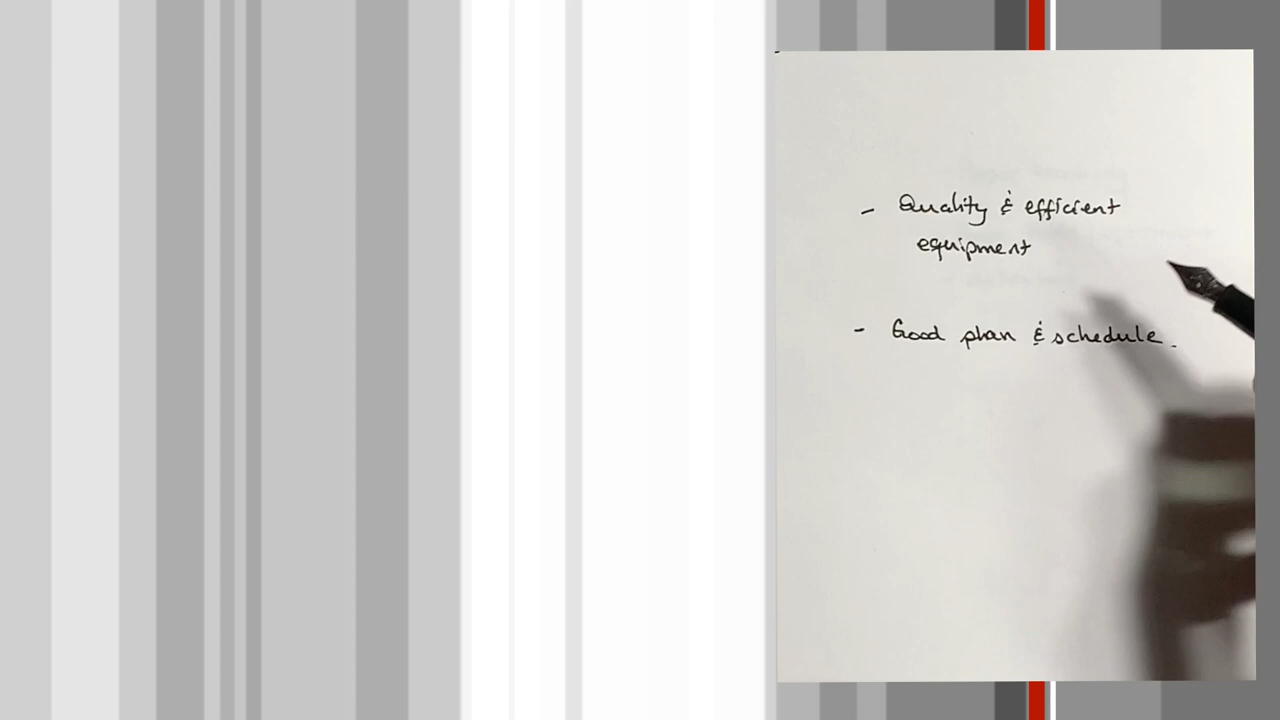 - Quality & efficient
equipment
- Good plan & schedule.